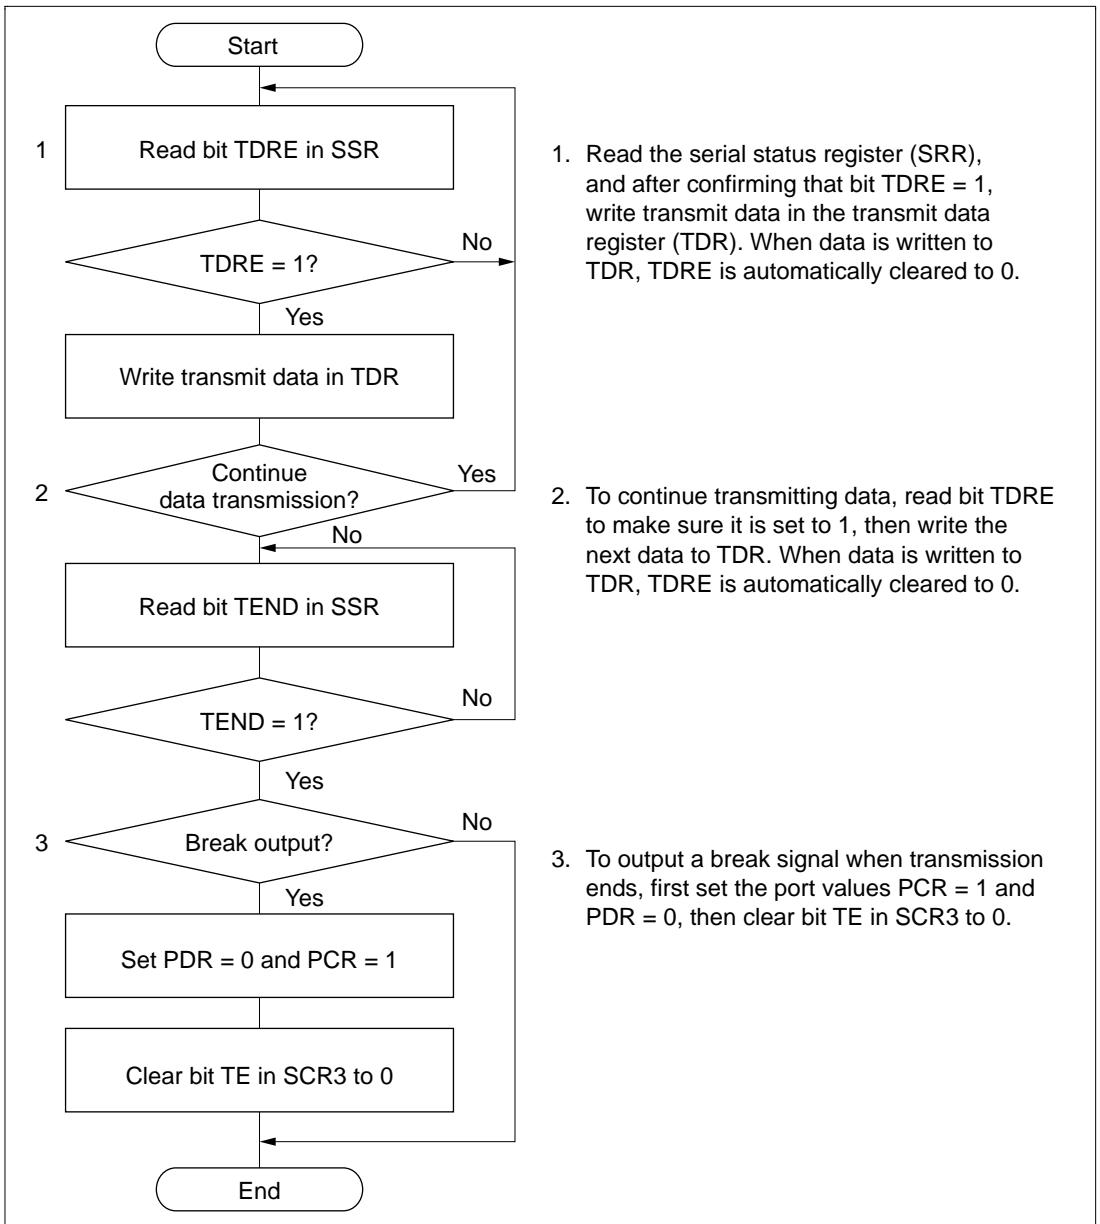 Start
1
Read bit TDRE in SSR
TDRE = 1?
No
Yes
Write transmit data in TDR
2
Continue
data transmission?
Yes
No
Read bit TEND in SSR
TEND = 1?
No
Yes
3
Break output?
No
Yes
Set PDR = 0 and PCR = 1
Clear bit TE in SCR3 to 0
End
1. Read the serial status register (SRR),
and after confirming that bit TDRE = 1,
write transmit data in the transmit data
register (TDR). When data is written to
TDR, TDRE is automatically cleared to 0.
2. To continue transmitting data, read bit TDRE
to make sure it is set to 1, then write the
next data to TDR. When data is written to
TDR, TDRE is automatically cleared to 0.
3. To output a break signal when transmission
ends, first set the port values PCR = 1 and
PDR = 0, then clear bit TE in SCR3 to 0.